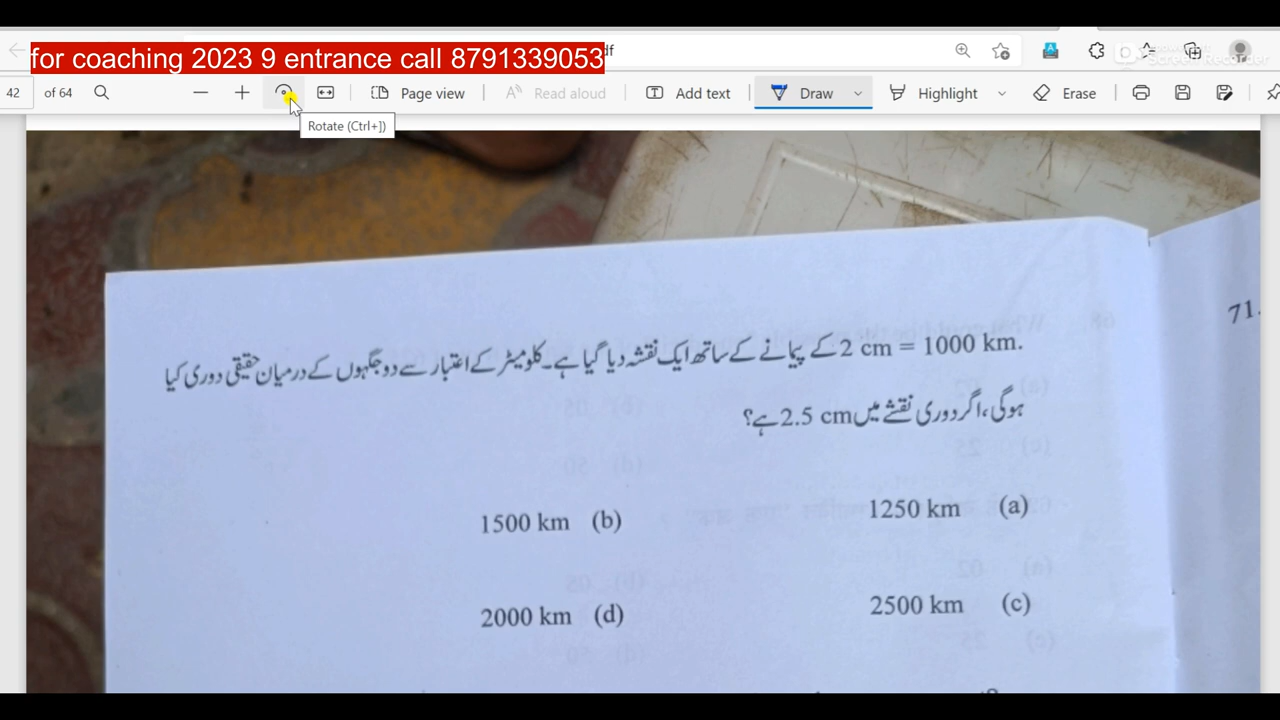 for coaching 2023 9 entrance call 8791339053
df
42 of 64
Page view
Read aloud
Add text
Draw
Highlight
Erase
Rotate (Ctrl+])
Screen Recorder
71.
2 cm = 1000 km. کے پیمانے کے ساتھ ایک نقشہ دیا گیا ہے۔ کلومیٹر کے اعتبار سے دو جگہوں کے درمیان حقیقی دوری کیا
ہوگی، اگر دوری نقشے میں 2.5 cm ہے؟
(a) 1250 km
(b) 1500 km
(c) 2500 km
(d) 2000 km